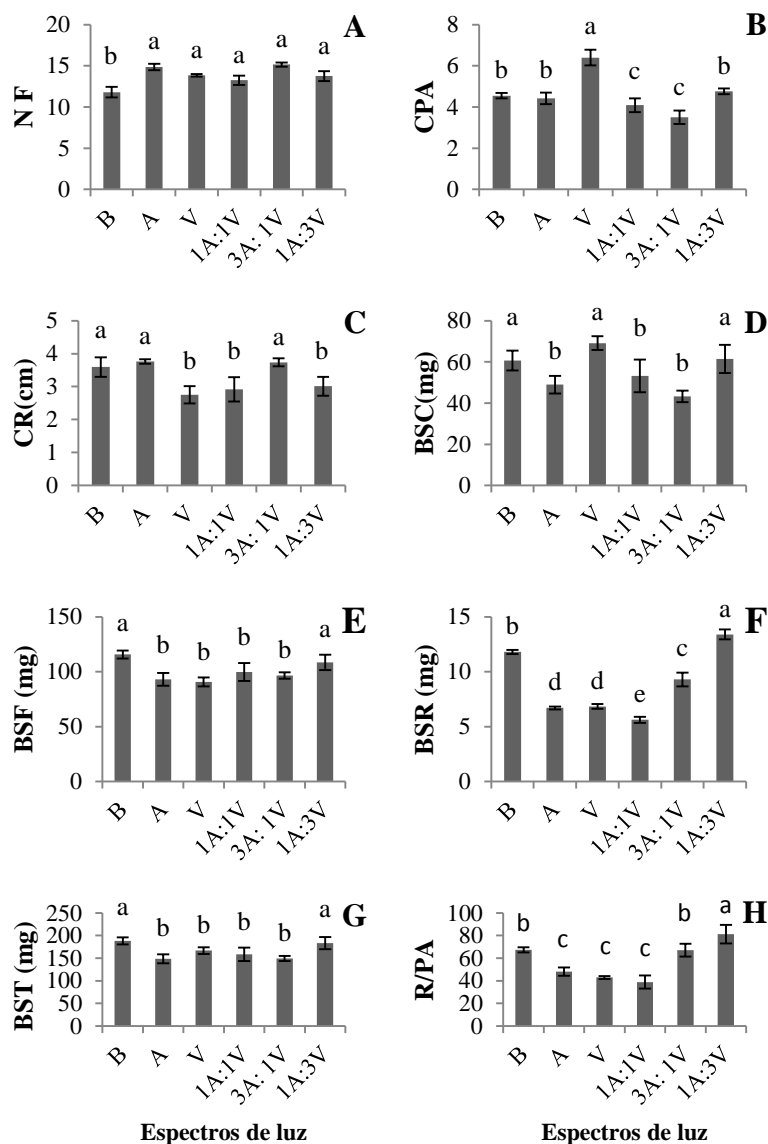 A
N F
20
15
10
5
0
b a a a a a
B A V 1A:1V 3A: 1V 1A:3V
B
CPA
8
6
4
2
0
b b a c c b
B A V 1A:1V 3A: 1V 1A:3V
C
CR(cm)
5
4
3
2
1
0
a a b b a b
B A V 1A:1V 3A: 1V 1A:3V
D
BSC(mg)
80
60
40
20
0
a b a b b a
B A V 1A:1V 3A: 1V 1A:3V
E
BSF (mg)
150
100
50
0
a b b b b a
B A V 1A:1V 3A: 1V 1A:3V
F
BSR (mg)
15
10
5
0
b d d e c a
B A V 1A:1V 3A: 1V 1A:3V
G
BST (mg)
250
200
150
100
50
0
a b b b b a
B A V 1A:1V 3A: 1V 1A:3V
Espectros de luz
H
R/PA
100
80
60
40
20
0
b c c c b a
B A V 1A:1V 3A: 1V 1A:3V
Espectros de luz